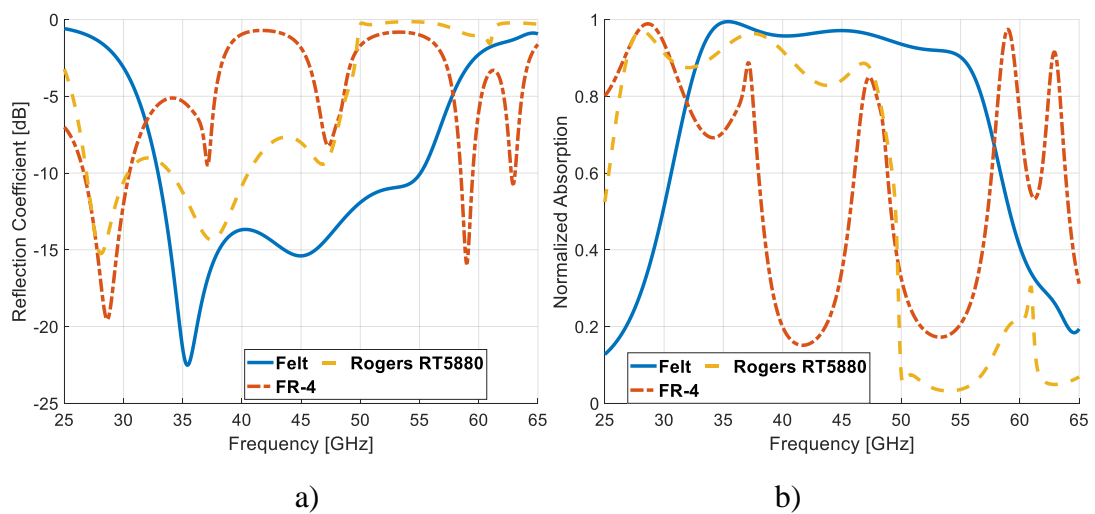 0
-5
-10
-15
-20
-25
Reflection Coefficient [dB]
Felt Rogers RT5880
FR-4
25 30 35 40 45 50 55 60 65
Frequency [GHz]
a)
1
0.8
0.6
0.4
0.2
0
Normalized Absorption
Felt Rogers RT5880
FR-4
25 30 35 40 45 50 55 60 65
Frequency [GHz]
b)